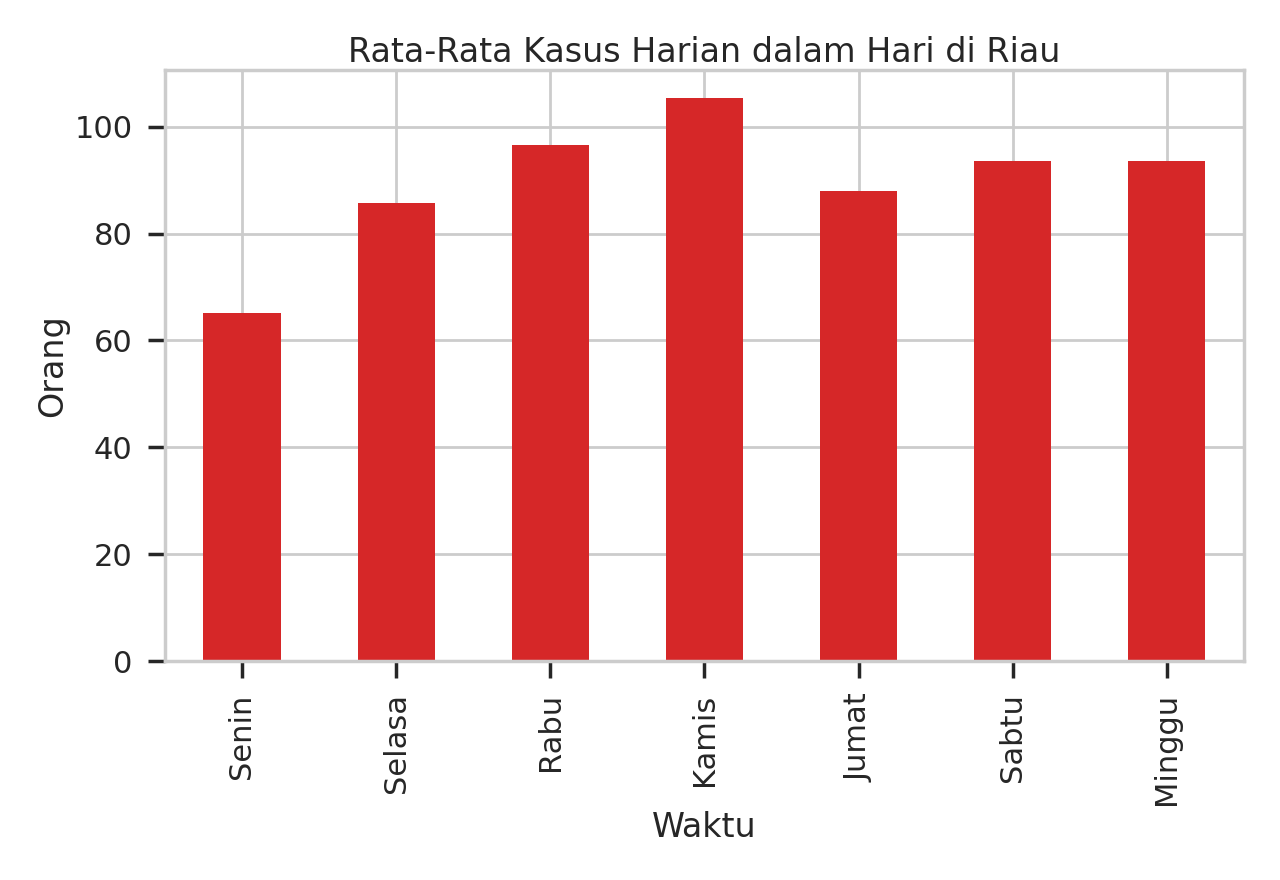 Rata-Rata Kasus Harian dalam Hari di Riau
100
80
60
40
20
0
Orang
Senin
Selasa
Rabu
Kamis
Jumat
Sabtu
Minggu
Waktu